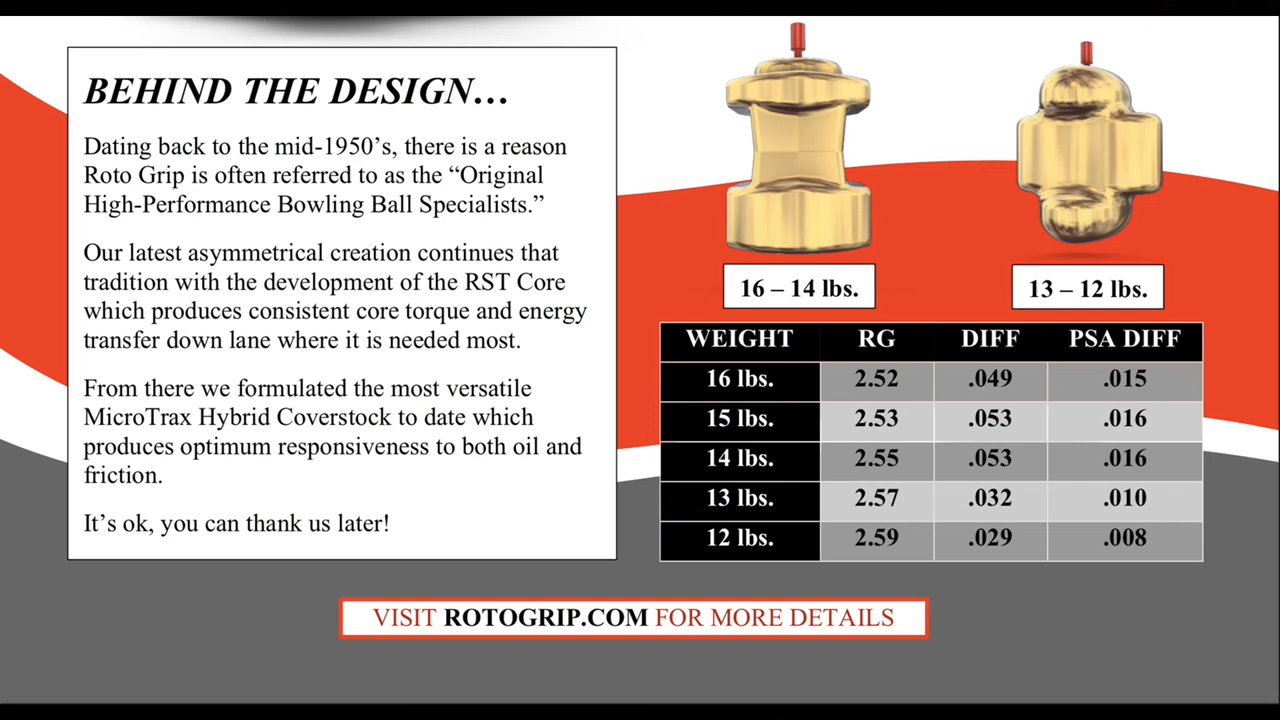 BEHIND THE DESIGN…
Dating back to the mid-1950’s, there is a reason
Roto Grip is often referred to as the “Original
High-Performance Bowling Ball Specialists.”
Our latest asymmetrical creation continues that
tradition with the development of the RST Core
which produces consistent core torque and energy
transfer down lane where it is needed most.
From there we formulated the most versatile
MicroTrax Hybrid Coverstock to date which
produces optimum responsiveness to both oil and
friction.
It’s ok, you can thank us later!
16 – 14 lbs. 13 – 12 lbs.
WEIGHT RG DIFF PSA DIFF
16 lbs. 2.52 .049 .015
15 lbs. 2.53 .053 .016
14 lbs. 2.55 .053 .016
13 lbs. 2.57 .032 .010
12 lbs. 2.59 .029 .008
VISIT ROTOGRIP.COM FOR MORE DETAILS